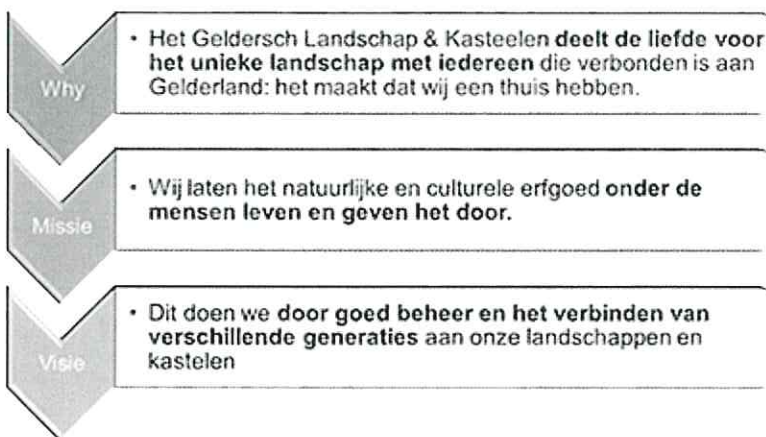 Why
• Het Geldersch Landschap & Kasteelen deelt de liefde voor
het unieke landschap met iedereen die verbonden is aan
Gelderland: het maakt dat wij een thuis hebben.
Missie
• Wij laten het natuurlijke en culturele erfgoed onder de
mensen leven en geven het door.
Visie
• Dit doen we door goed beheer en het verbinden van
verschillende generaties aan onze landschappen en
kastelen